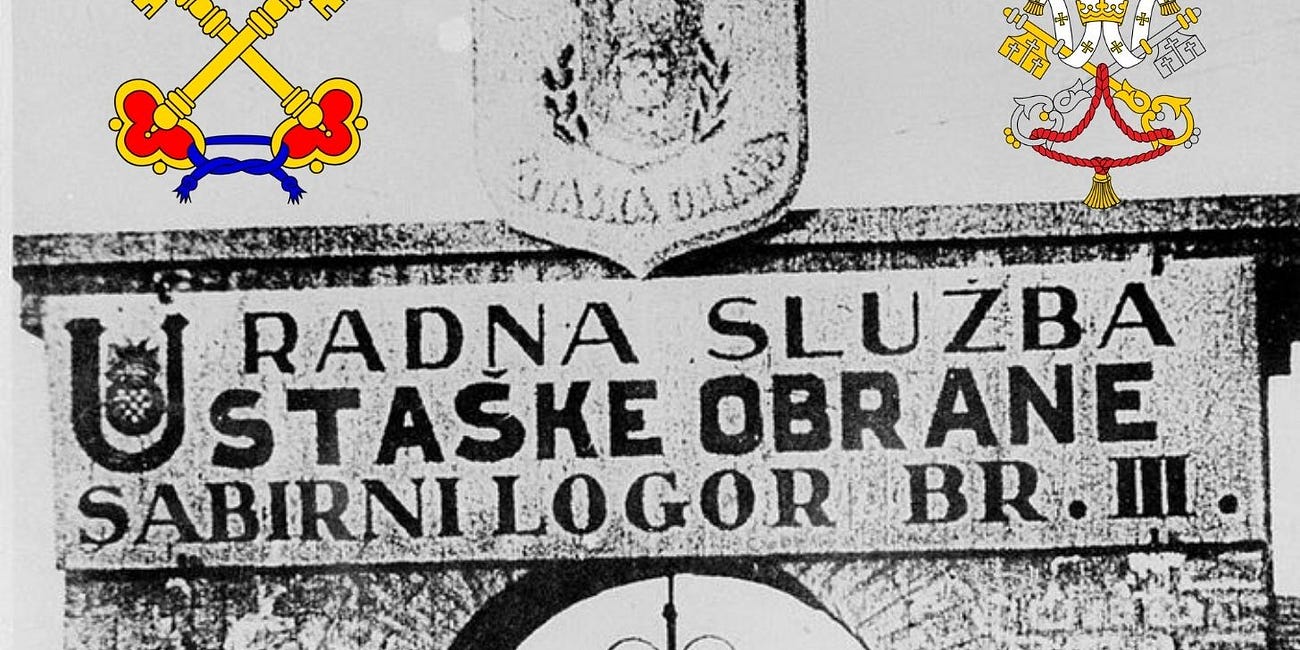 RADNA SLUŽBA
USTAŠKE OBRANE
SABIRNI LOGOR BR. III.